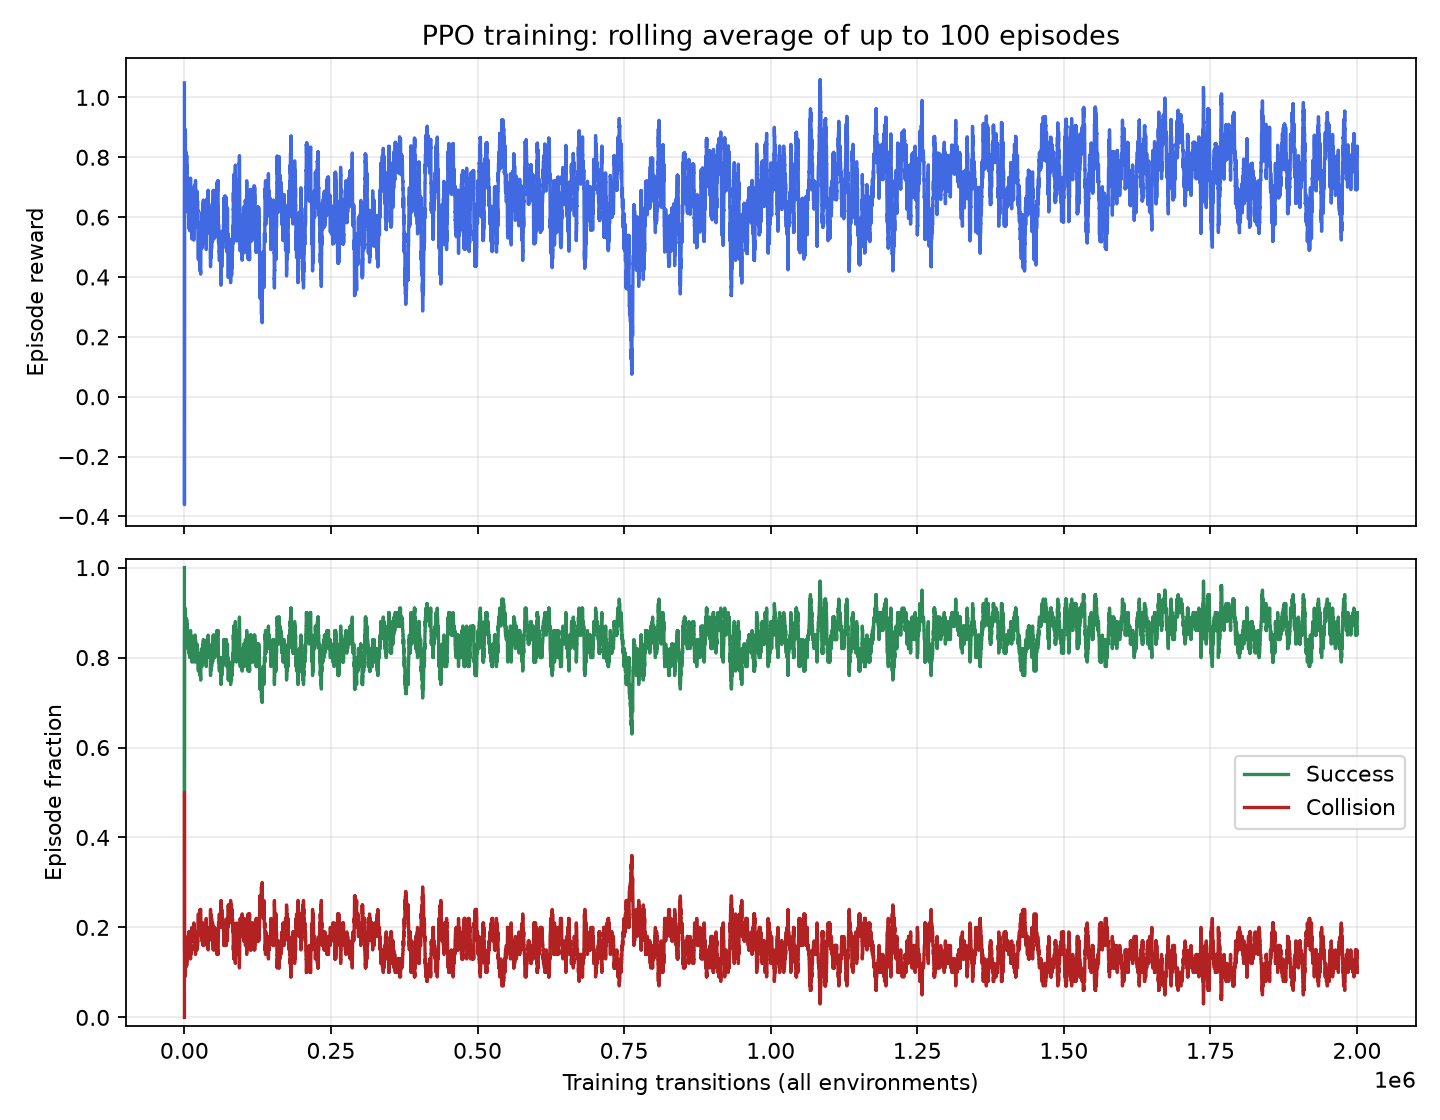 PPO training: rolling average of up to 100 episodes
1.0
0.8
0.6
0.4
0.2
0.0
−0.2
−0.4
Episode reward
1.0
0.8
0.6
0.4
0.2
0.0
Episode fraction
Success
Collision
0.00 0.25 0.50 0.75 1.00 1.25 1.50 1.75 2.00
1e6
Training transitions (all environments)